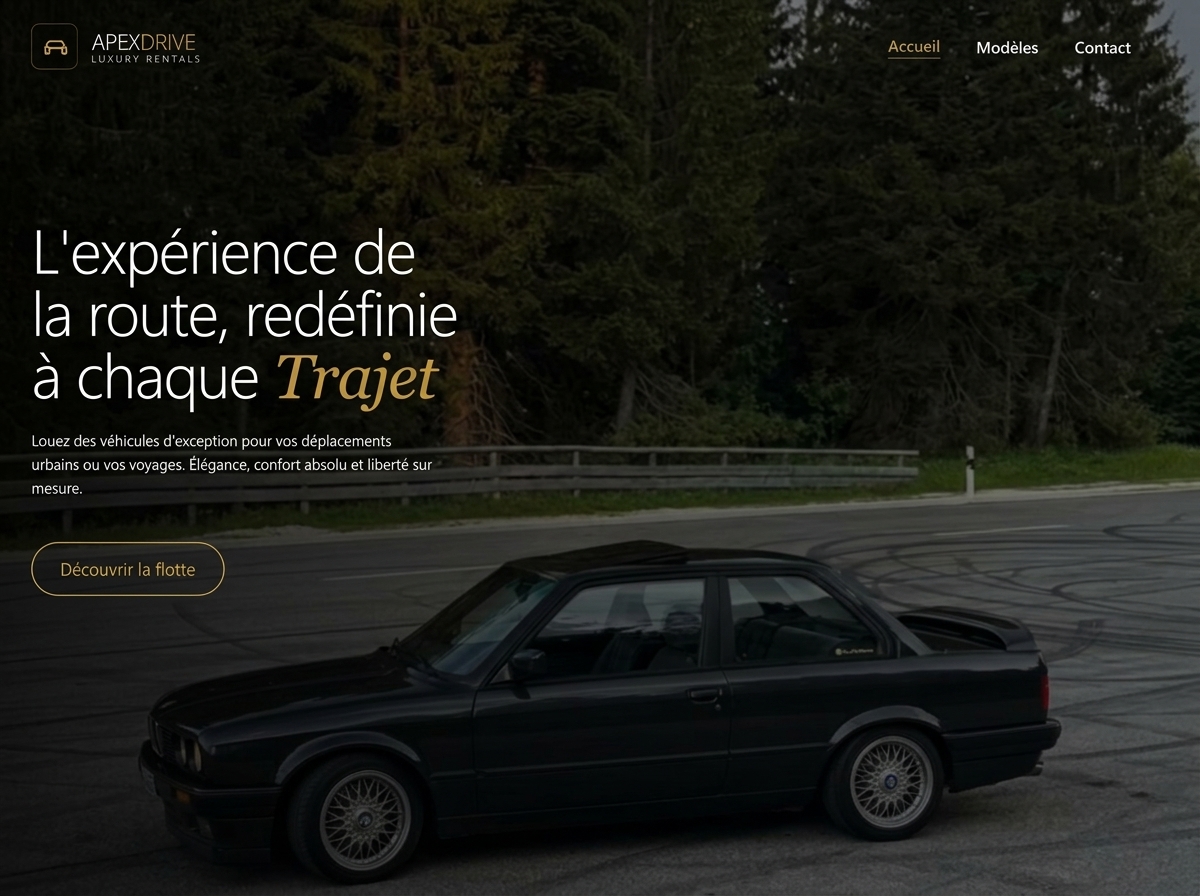 APEXDRIVE
LUXURY RENTALS
Accueil
Modèles
Contact
L'expérience de
la route, redéfinie
à chaque Trajet
Louez des véhicules d'exception pour vos déplacements
urbains ou vos voyages. Élégance, confort absolu et liberté sur
mesure.
Découvrir la flotte